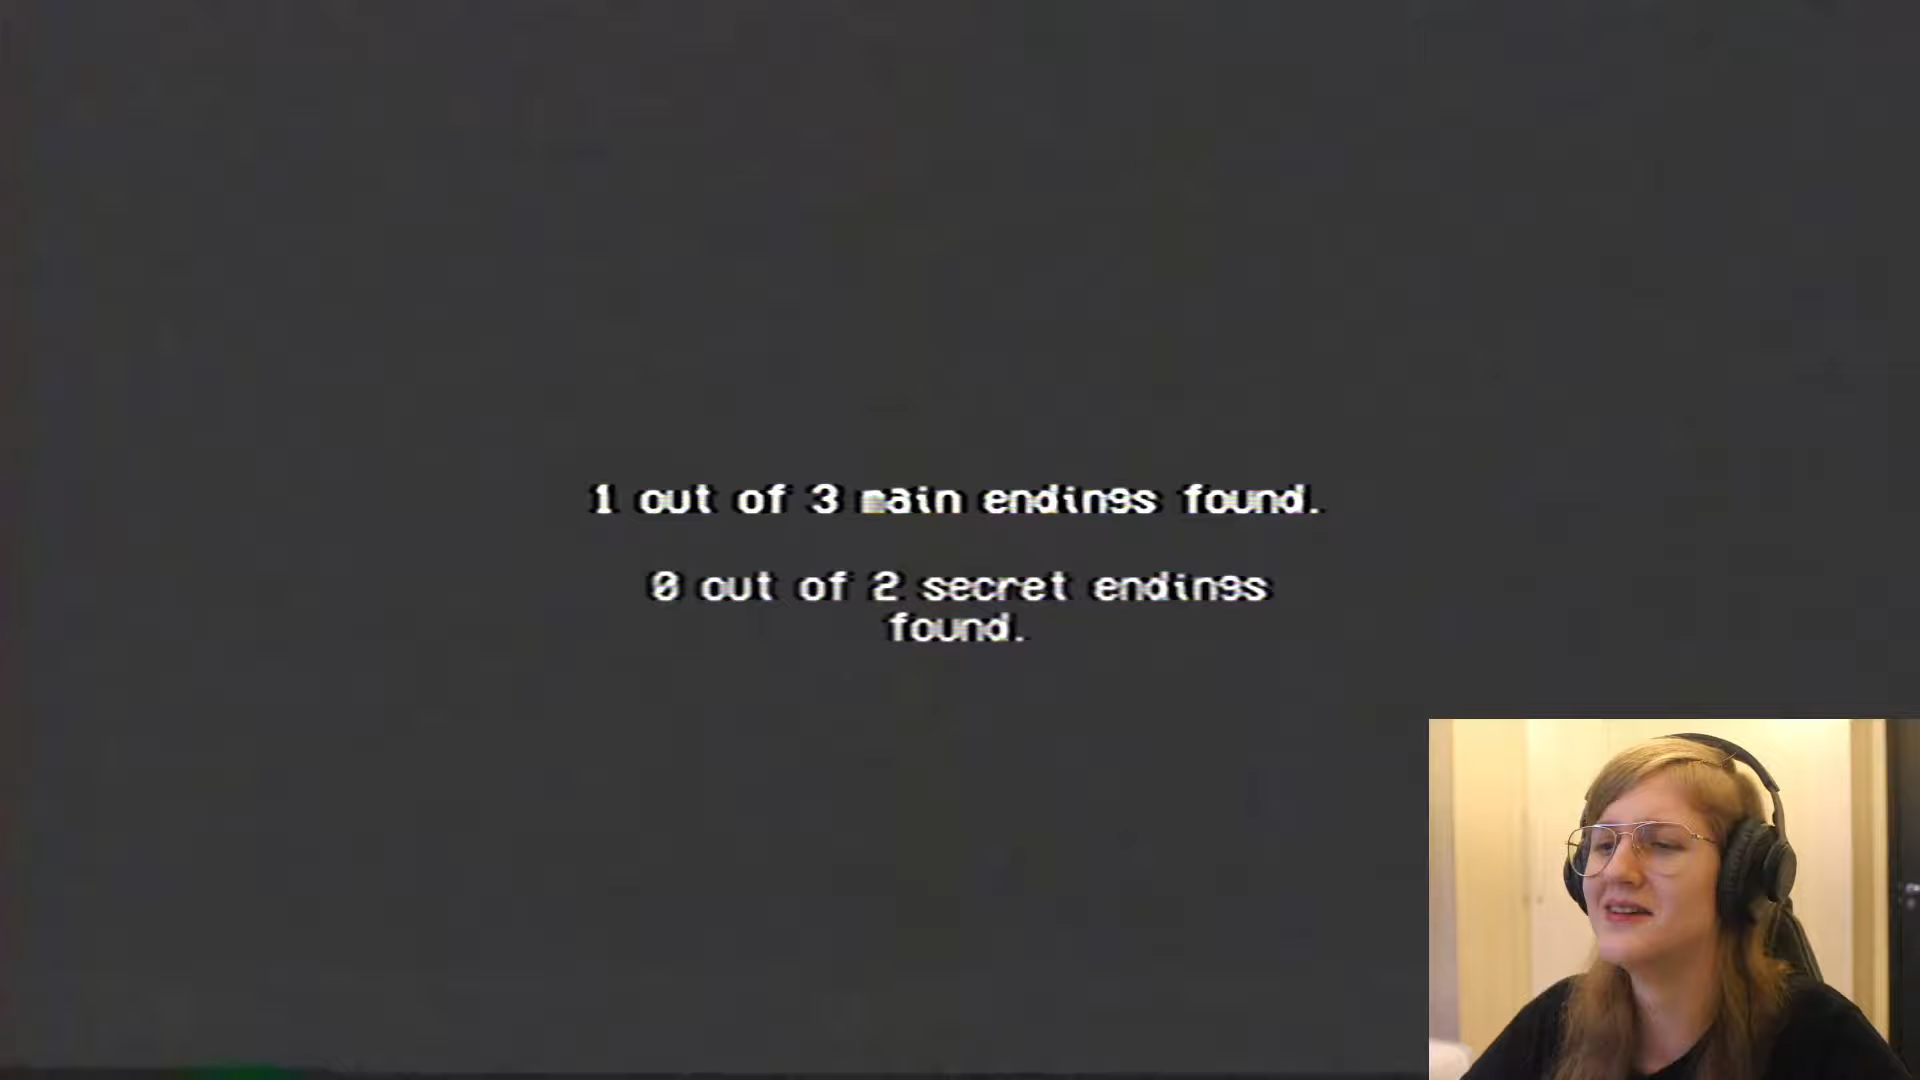 1 out of 3 main endings found.
0 out of 2 secret endings
found.